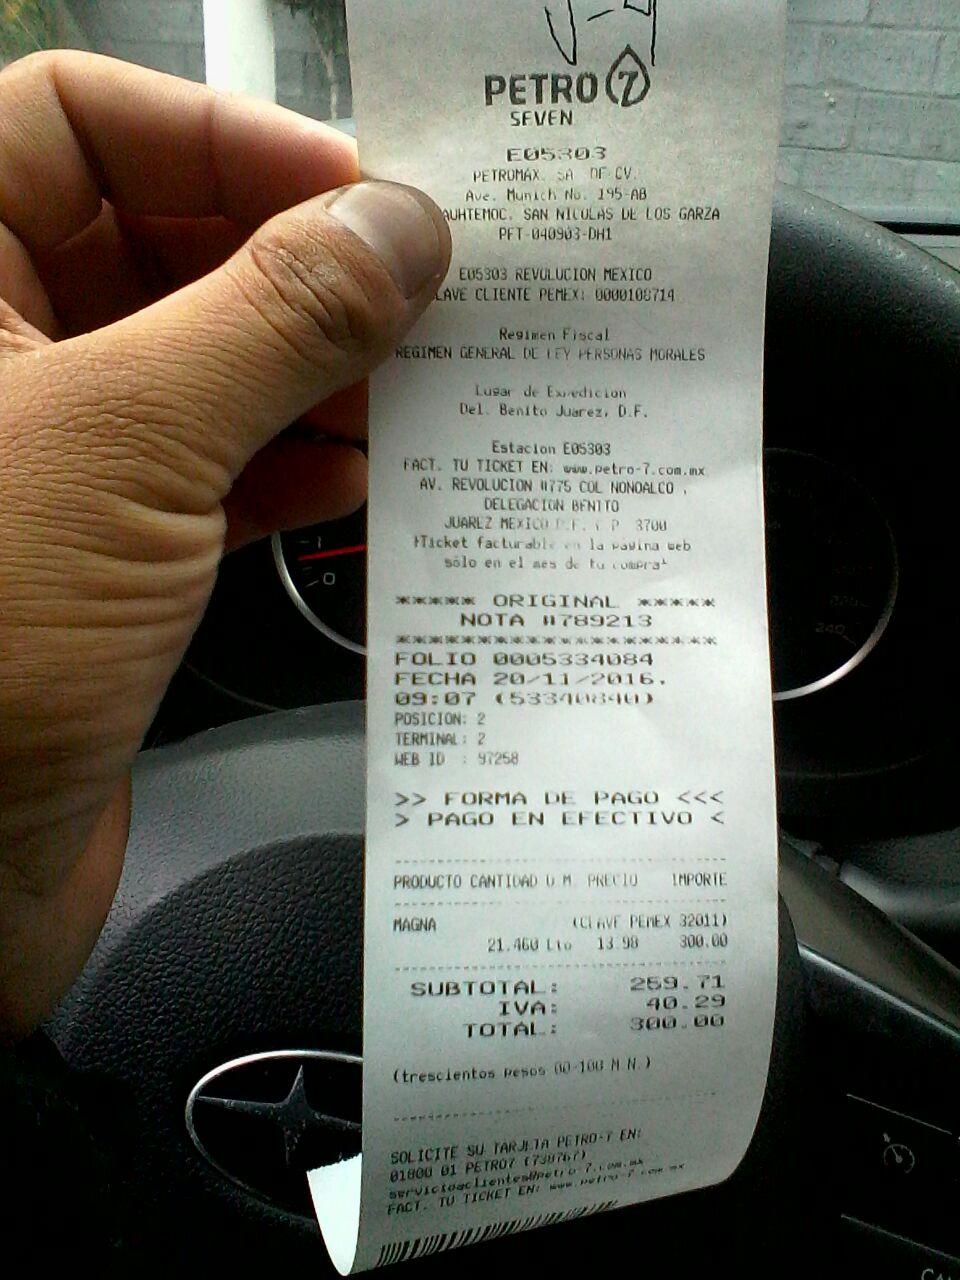 PETRO 7
SEVEN
E05303
PETROMAX. SA DE CV.
Ave. Munich No. 195-AB
AUHTEMOC. SAN NICOLAS DE LOS GARZA
PET-040903-DH1
E05303 REVOLUCION MEXICO
LAVE CLIENTE PEMEX: 0000108714
Regimen Fiscal
REGIMEN GENERAL DE LEY PERSONAS MORALES
Lugar de Expedicion
Del. Benito Juarez, D.F.
Estacion E05303
FACT. TU TICKET EN: www.petro-7.com.mx
AV. REVOLUCION #775 COL NONOALCO ,
DELEGACION BENITO
JUAREZ MEXICO D.F. C P 3700
*Ticket facturable en la pagina web
sólo en el mes de tu compra*
***** ORIGINAL *****
NOTA #789213
********************
FOLIO 0005334084
FECHA 20/11/2016.
09:07 (53340840)
POSICION: 2
TERMINAL: 2
WEB ID : 97258
>> FORMA DE PAGO <<<
> PAGO EN EFECTIVO <
PRODUCTO CANTIDAD U M. PRECIO IMPORTE
MAGNA (CLAVE PEMEX 32011)
21.460 Lto 13.98 300.00
SUBTOTAL: 259.71
IVA: 40.29
TOTAL: 300.00
(trescientos pesos 00-100 M.N.)
SOLICITE SU TARJETA PETRO-7 EN:
01800 01 PETRO7 (738767)
servicioaclientes@petro-7.com.mx
FACT. TU TICKET EN: www.petro-7.com.mx
1
0
220
240